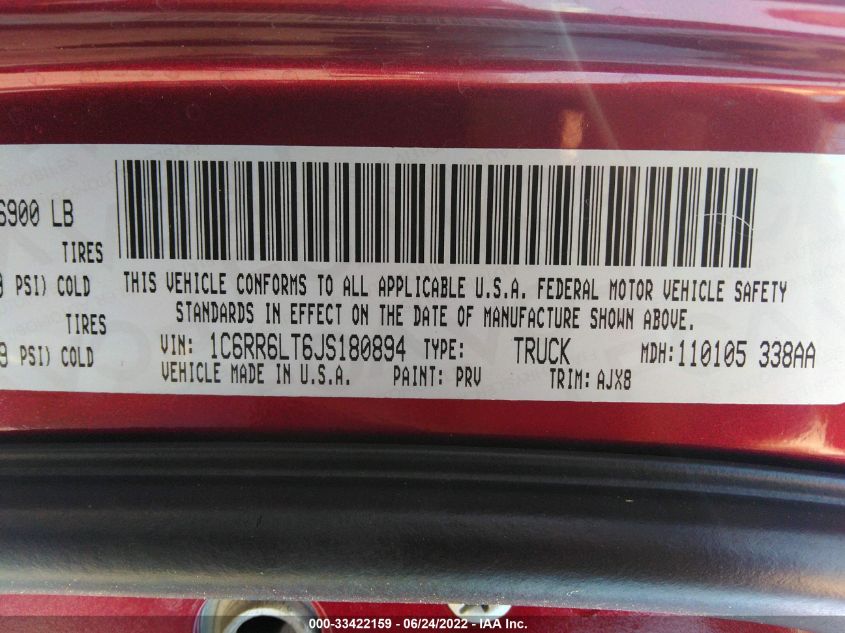 6900 LB
TIRES
PSI) COLD
THIS VEHICLE CONFORMS TO ALL APPLICABLE U.S.A. FEDERAL MOTOR VEHICLE SAFETY
STANDARDS IN EFFECT ON THE DATE OF MANUFACTURE SHOWN ABOVE.
TIRES
9 PSI) COLD
VIN: 1C6RR6LT6JS180894 TYPE: TRUCK MDH:110105 338AA
VEHICLE MADE IN U.S.A. PAINT: PRV TRIM: AJX8
000-33422159 - 06/24/2022 - IAA Inc.